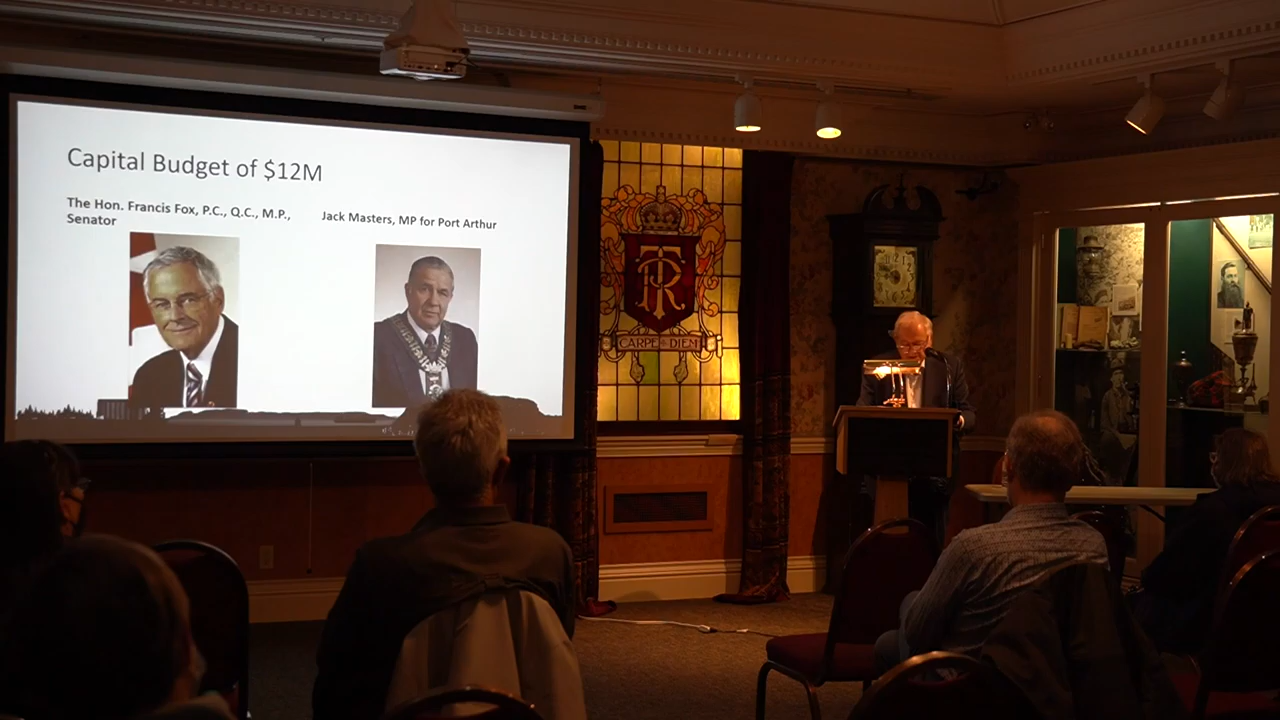 Capital Budget of $12M
The Hon. Francis Fox, P.C., Q.C., M.P.,
Senator
Jack Masters, MP for Port Arthur
CARPE DIEM